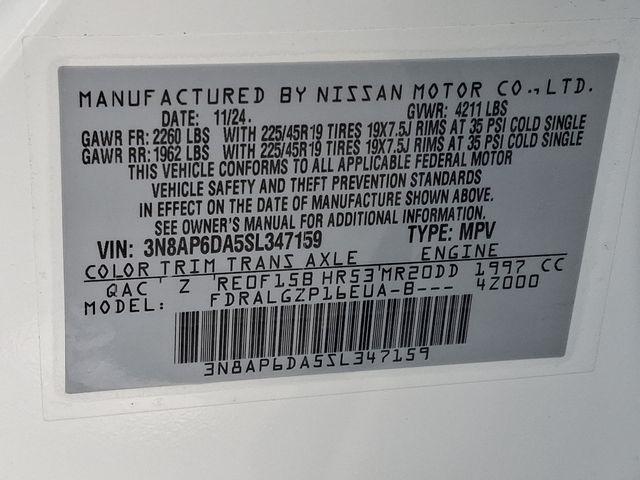 MANUFACTURED BY NISSAN MOTOR CO., LTD.
DATE: 11/24. GVWR: 4211 LBS
GAWR FR: 2260 LBS WITH 225/45R19 TIRES 19X7.5J RIMS AT 35 PSI COLD SINGLE
GAWR RR: 1962 LBS WITH 225/45R19 TIRES 19X7.5J RIMS AT 35 PSI COLD SINGLE
THIS VEHICLE CONFORMS TO ALL APPLICABLE FEDERAL MOTOR
VEHICLE SAFETY AND THEFT PREVENTION STANDARDS
IN EFFECT ON THE DATE OF MANUFACTURE SHOWN ABOVE.
SEE OWNER'S MANUAL FOR ADDITIONAL INFORMATION.
VIN: 3N8AP6DA5SL347159 TYPE: MPV
COLOR TRIM TRANS AXLE ENGINE
QAC Z RE0F15B HR53 MR20DD 1997 CC
MODEL: FDRALGZP16EUA-B--- 4Z000
3N8AP6DA5SL347159